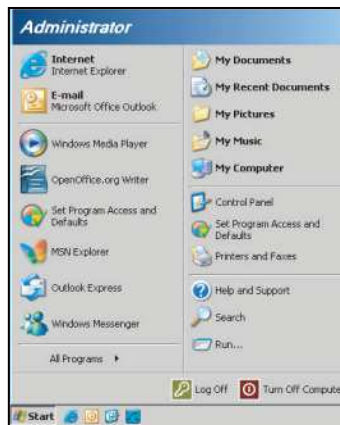 Administrator
Internet
Internet Explorer
E-mail
Microsoft Office Outlook
Windows Media Player
OpenOffice.org Writer
Set Program Access and
Defaults
MSN Explorer
Outlook Express
Windows Messenger
All Programs
My Documents
My Recent Documents
My Pictures
My Music
My Computer
Control Panel
Set Program Access and
Defaults
Printers and Faxes
Help and Support
Search
Run...
Log Off
Turn Off Compute
Start